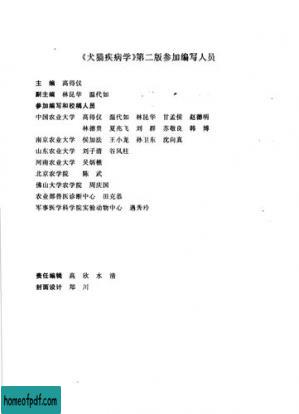 《犬猫疾病学》第二版参加编写人员
主 编 高得仪
副主编 林昆华 温代如
参加编写和校稿人员
中国农业大学 高得仪 温代如 林昆华 甘孟侯 赵德明
林德贵 夏兆飞 刘 群 苏敬良 韩 博
南京农业大学 侯加法 王小龙 孙卫东 沈向真
山东农业大学 刘子清 谷风柱
河南农业大学 吴炳樵
北京农学院 陈 武
佛山大学农学院 周庆国
农业部兽医诊断中心 田克恭
军事医学科学院实验动物中心 遇秀玲
责任编辑 高 欣 水 清
封面设计 郑 川
homeofpdf.com